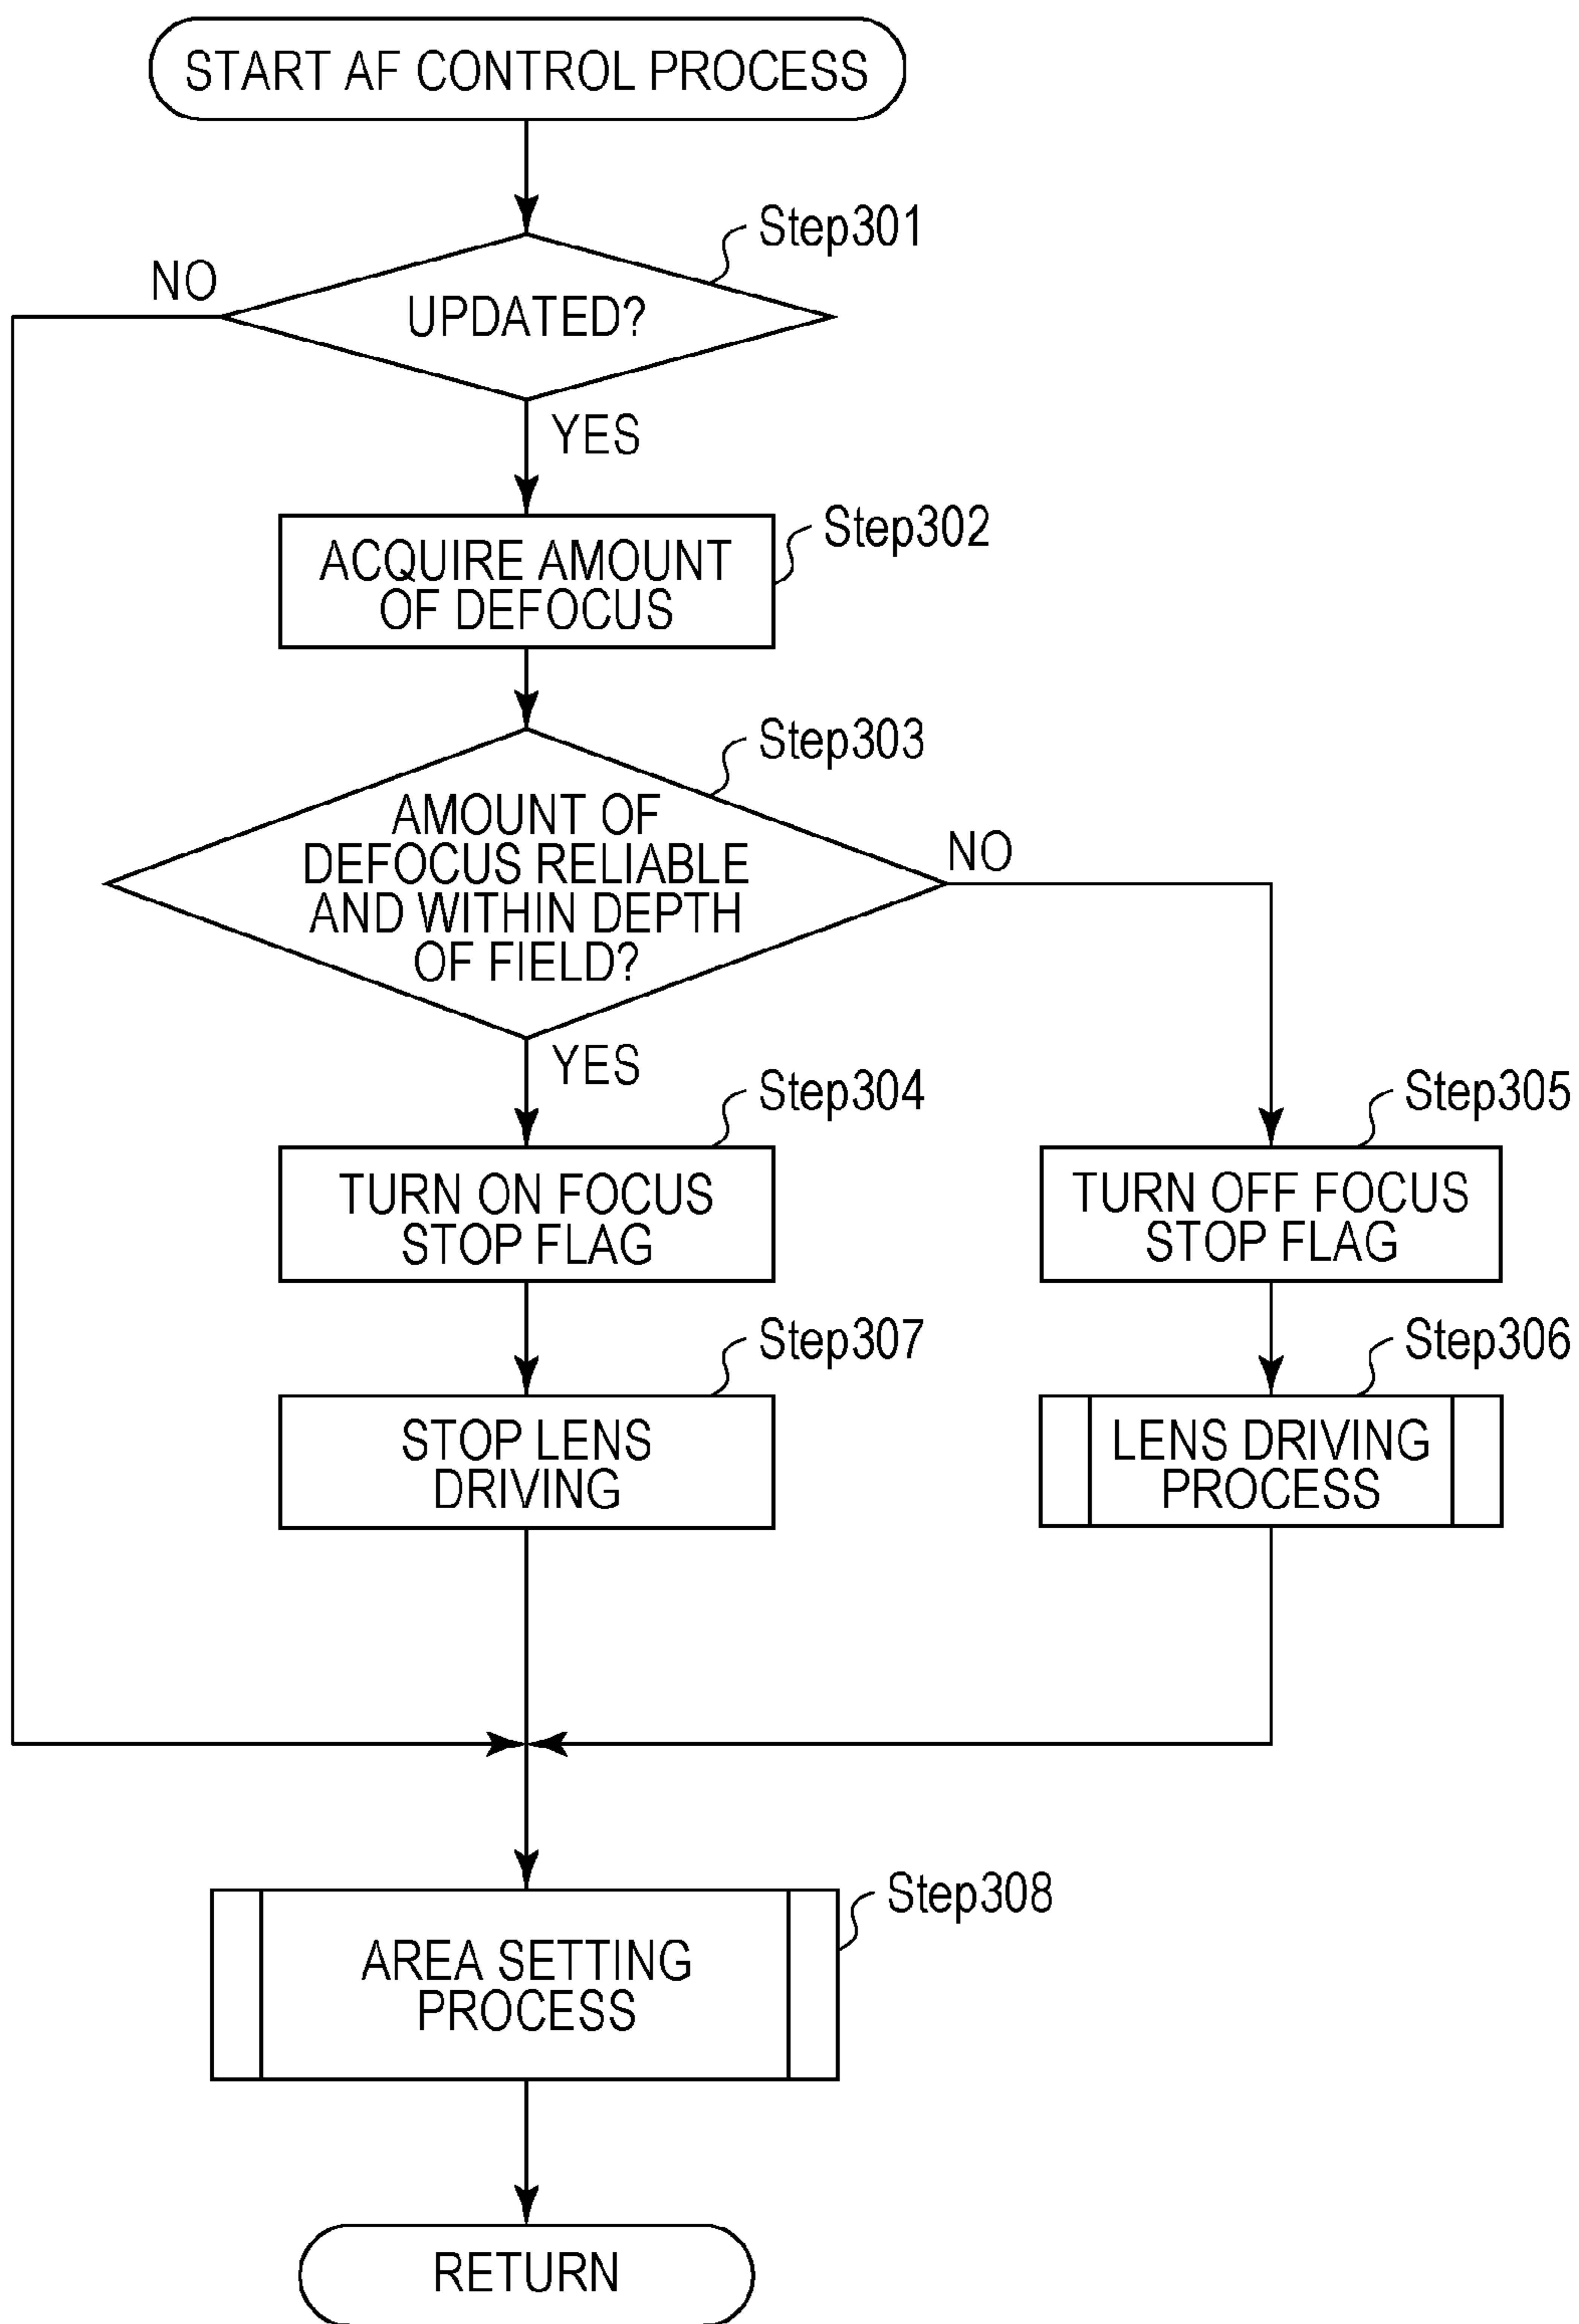 START AF CONTROL PROCESS
Step301
NO
UPDATED?
YES
Step302
ACQUIRE AMOUNT
OF DEFOCUS
Step303
AMOUNT OF
DEFOCUS RELIABLE
AND WITHIN DEPTH
OF FIELD?
NO
YES
Step304
TURN ON FOCUS
STOP FLAG
Step305
TURN OFF FOCUS
STOP FLAG
Step307
STOP LENS
DRIVING
Step306
LENS DRIVING
PROCESS
Step308
AREA SETTING
PROCESS
RETURN